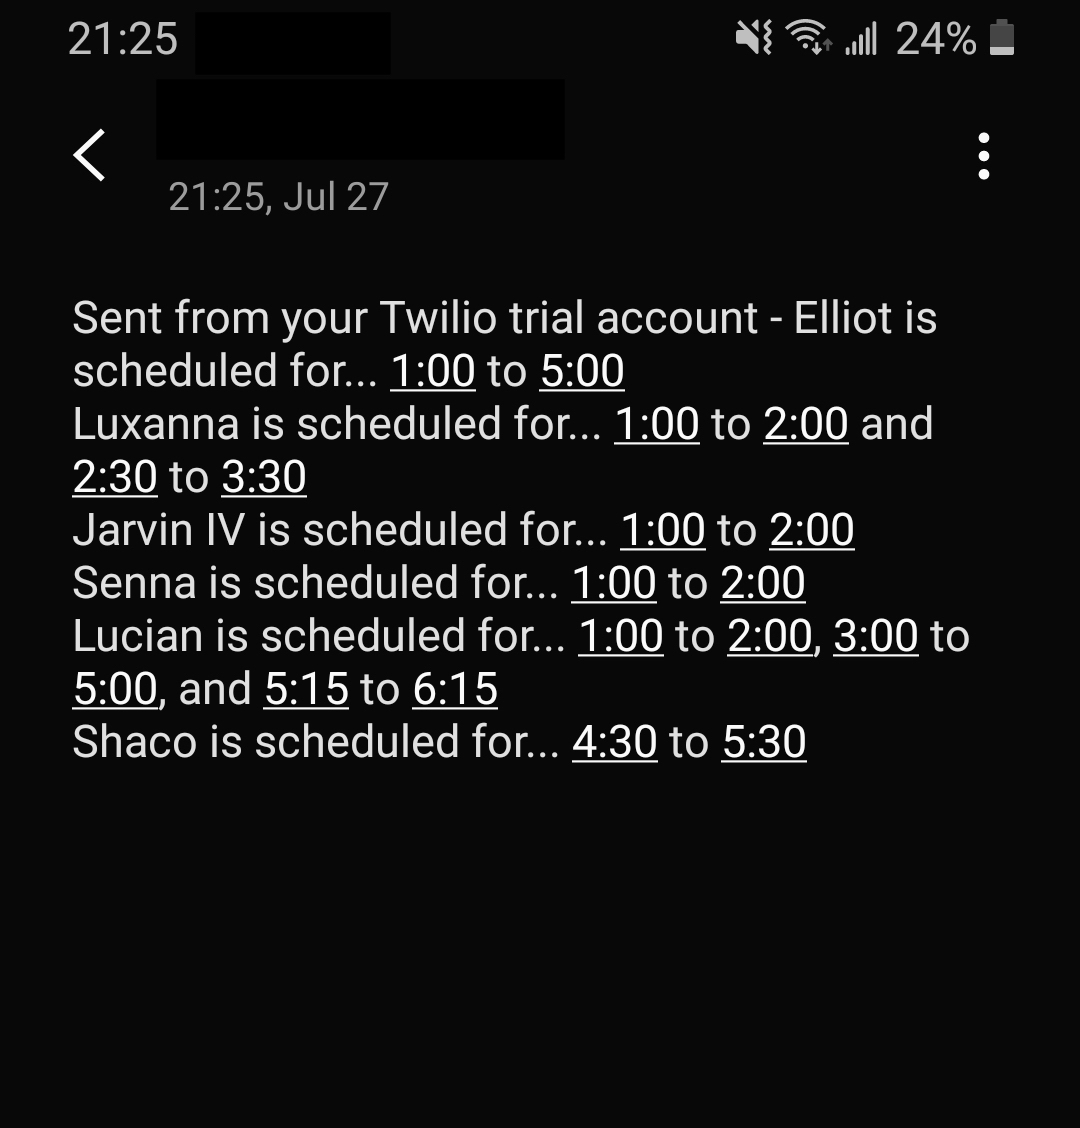 21:25 24%
21:25, Jul 27
Sent from your Twilio trial account - Elliot is
scheduled for... 1:00 to 5:00
Luxanna is scheduled for... 1:00 to 2:00 and
2:30 to 3:30
Jarvin IV is scheduled for... 1:00 to 2:00
Senna is scheduled for... 1:00 to 2:00
Lucian is scheduled for... 1:00 to 2:00, 3:00 to
5:00, and 5:15 to 6:15
Shaco is scheduled for... 4:30 to 5:30